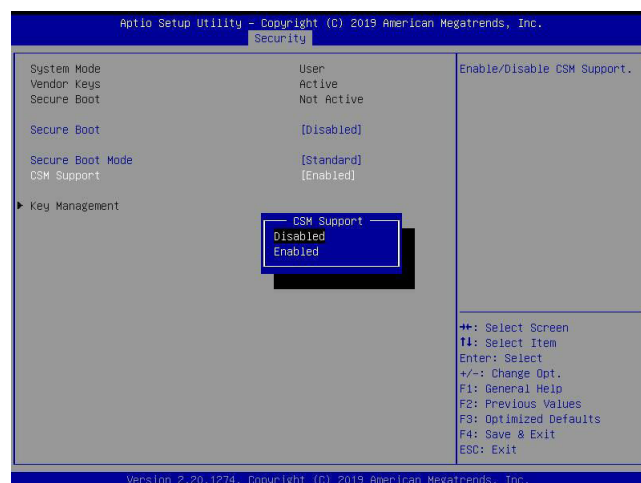 Aptio Setup Utility – Copyright (C) 2019 American Megatrends, Inc.
Security
System Mode User
Vendor Keys Active
Secure Boot Not Active
Secure Boot [Disabled]
Secure Boot Mode [Standard]
CSM Support [Enabled]
Key Management
CSM Support
Disabled
Enabled
Enable/Disable CSM Support.
→←: Select Screen
↑↓: Select Item
Enter: Select
+/-: Change Opt.
F1: General Help
F2: Previous Values
F3: Optimized Defaults
F4: Save & Exit
ESC: Exit
Version 2.20.1274. Copyright (C) 2019 American Megatrends, Inc.